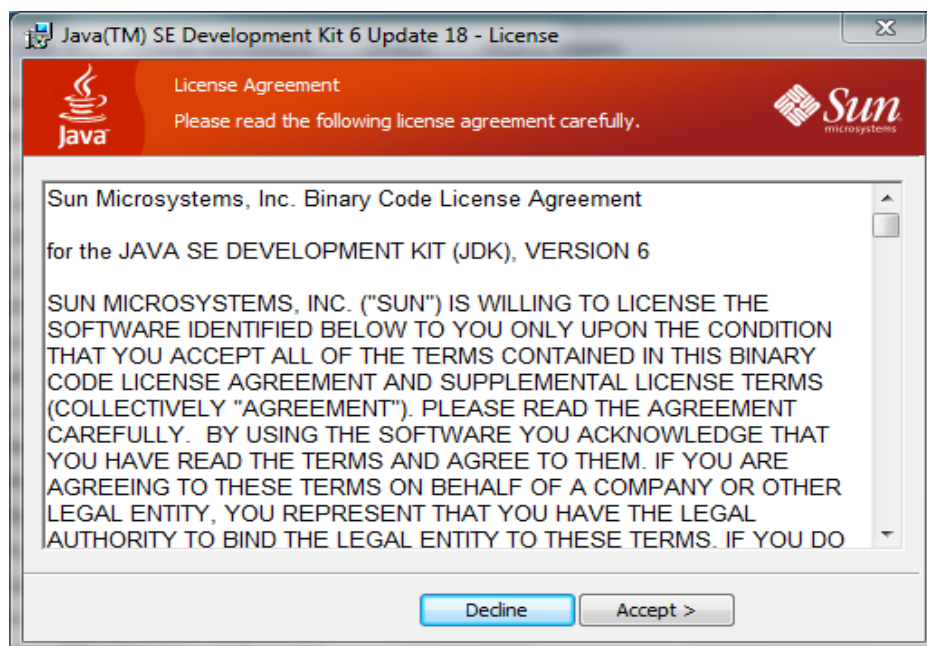 Java(TM) SE Development Kit 6 Update 18 - License
License Agreement
Please read the following license agreement carefully.
Java
Sun
microsystems
Sun Microsystems, Inc. Binary Code License Agreement
for the JAVA SE DEVELOPMENT KIT (JDK), VERSION 6
SUN MICROSYSTEMS, INC. ("SUN") IS WILLING TO LICENSE THE
SOFTWARE IDENTIFIED BELOW TO YOU ONLY UPON THE CONDITION
THAT YOU ACCEPT ALL OF THE TERMS CONTAINED IN THIS BINARY
CODE LICENSE AGREEMENT AND SUPPLEMENTAL LICENSE TERMS
(COLLECTIVELY "AGREEMENT"). PLEASE READ THE AGREEMENT
CAREFULLY.  BY USING THE SOFTWARE YOU ACKNOWLEDGE THAT
YOU HAVE READ THE TERMS AND AGREE TO THEM. IF YOU ARE
AGREEING TO THESE TERMS ON BEHALF OF A COMPANY OR OTHER
LEGAL ENTITY, YOU REPRESENT THAT YOU HAVE THE LEGAL
AUTHORITY TO BIND THE LEGAL ENTITY TO THESE TERMS. IF YOU DO
Decline
Accept >